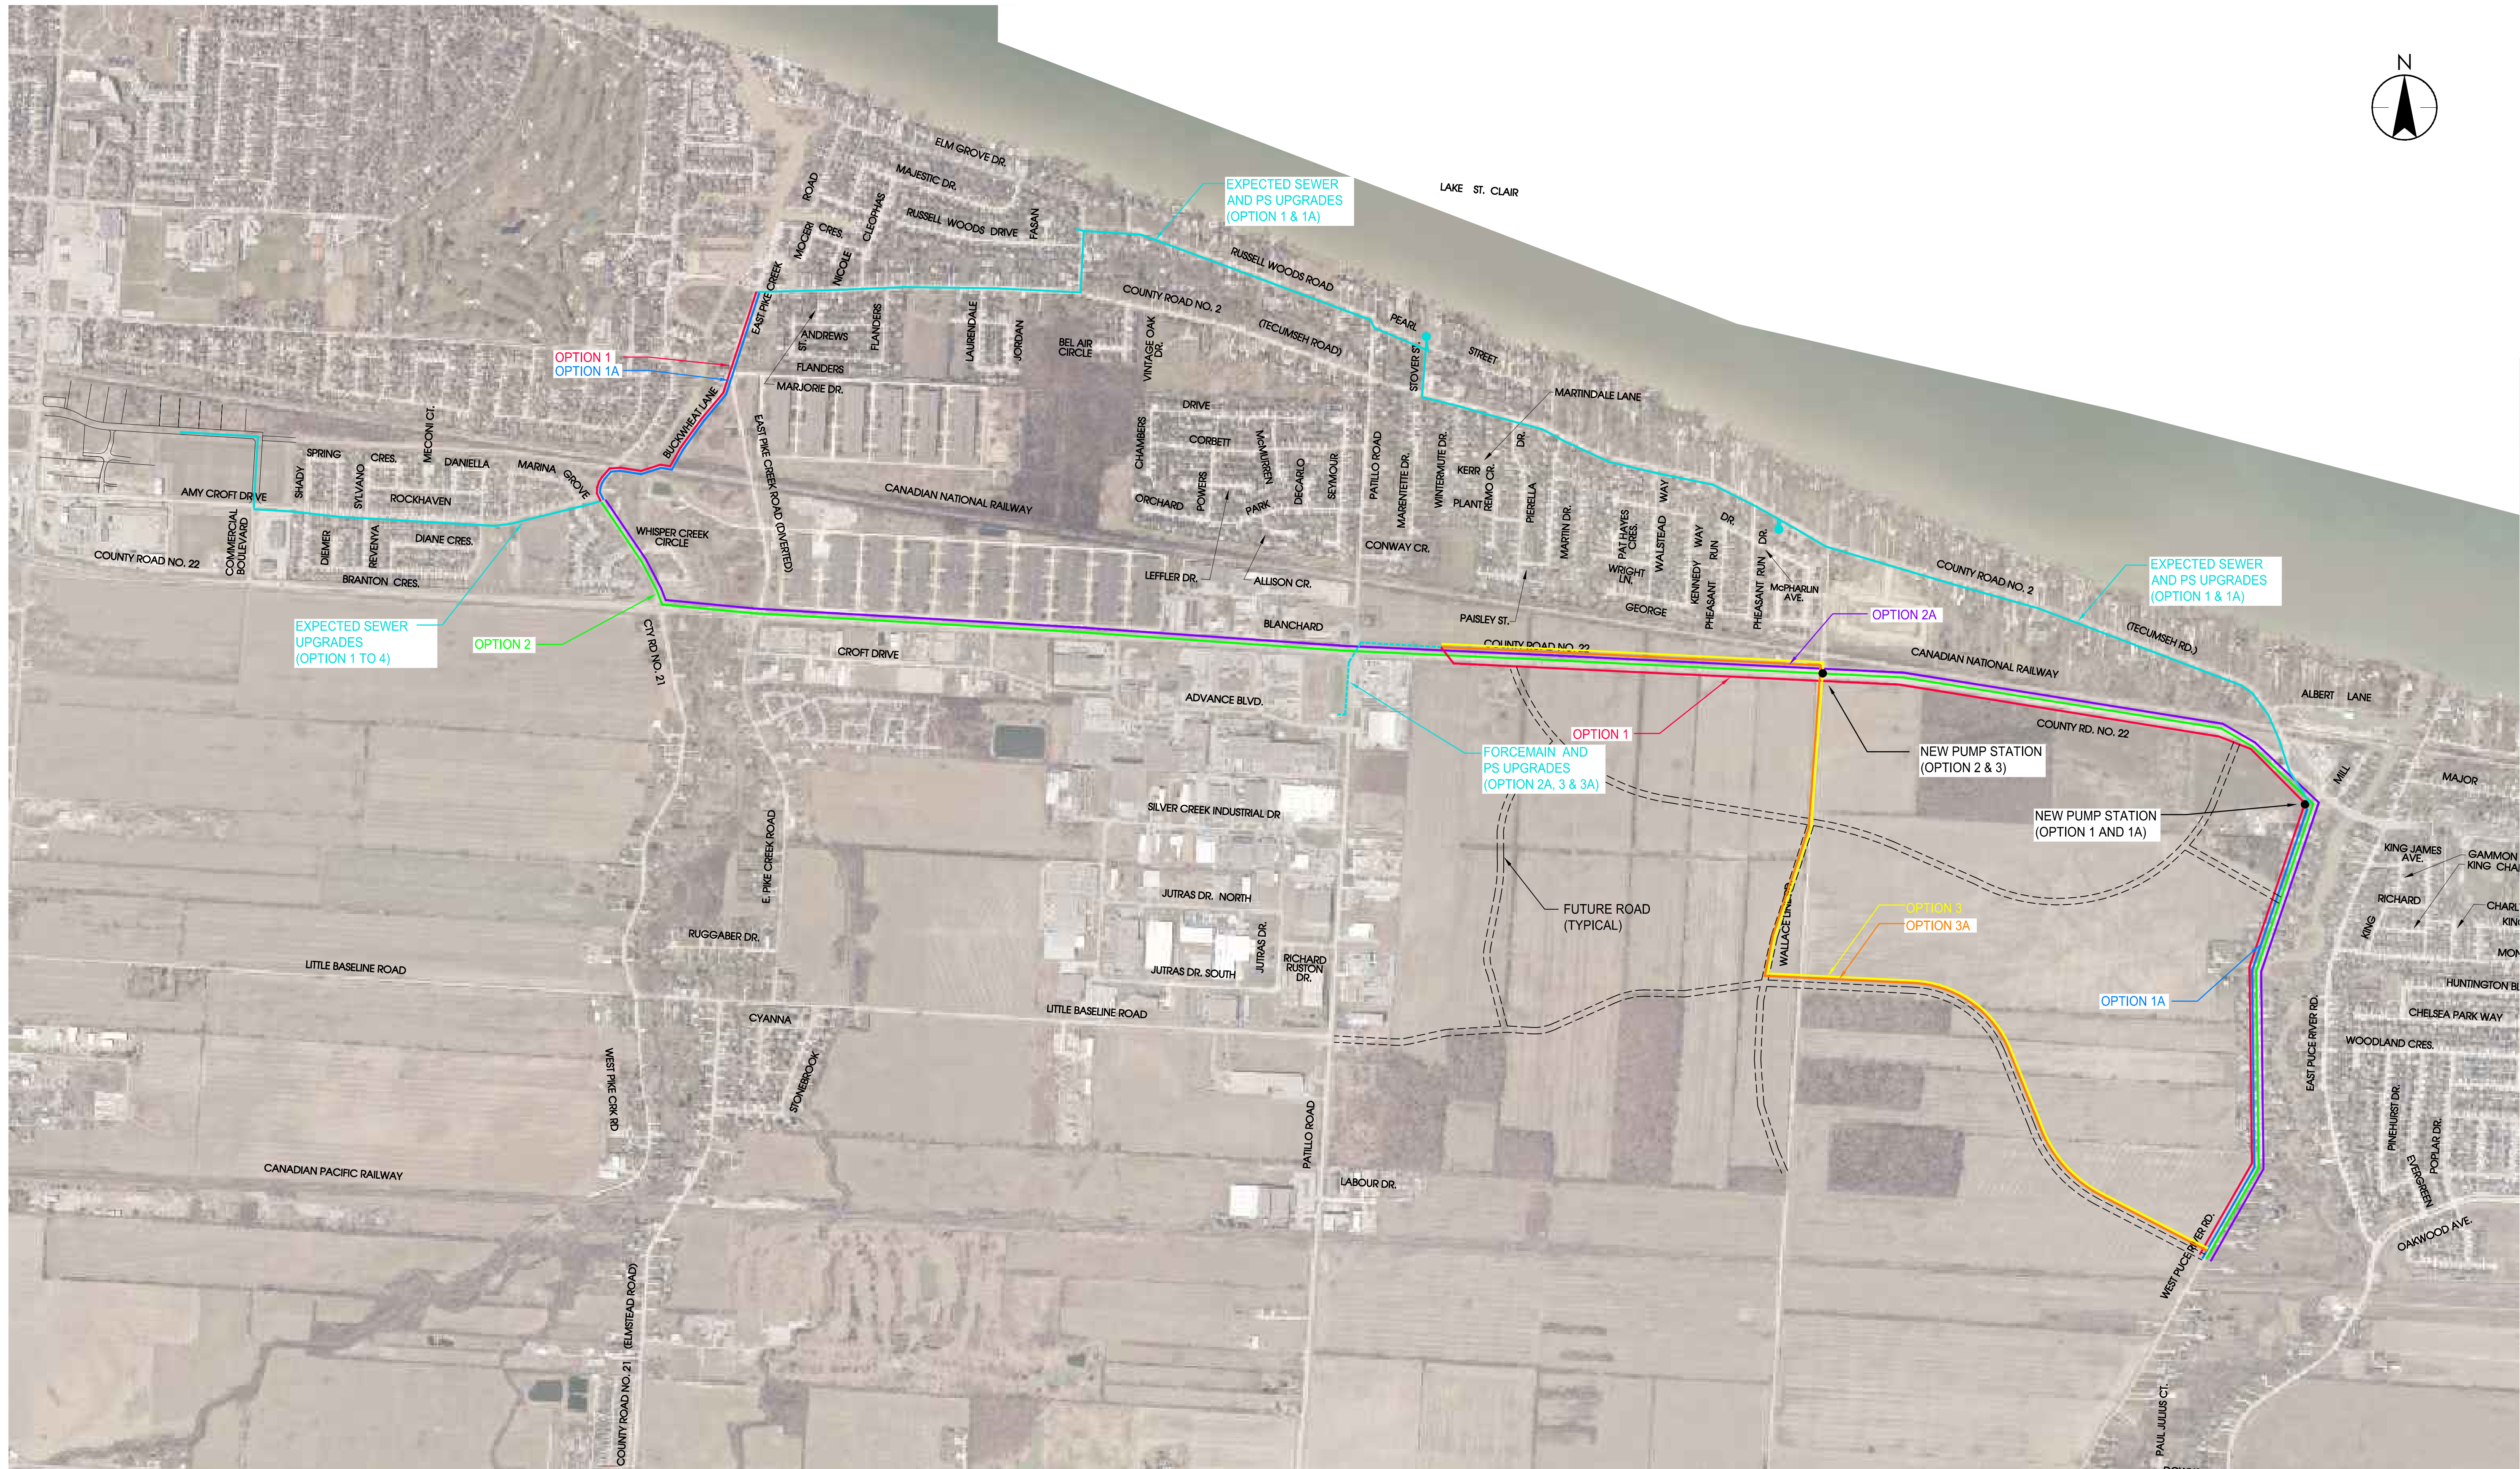 N
LAKE ST. CLAIR
ELM GROVE DR.
MAJESTIC DR.
ROAD
CLEOPHAS
RUSSELL WOODS DRIVE
FASAN
MOCERI CRES.
NICOLE
EXPECTED SEWER
AND PS UPGRADES
(OPTION 1 & 1A)
RUSSELL WOODS ROAD
EAST PIKE CREEK
COUNTY ROAD NO. 2
(TECUMSEH ROAD)
PEARL
STREET
STOVER ST.
ANDREWS
ST.
FLANDERS
LAURENDALE
JORDAN
BEL AIR
CIRCLE
VINTAGE OAK
DR.
OPTION 1
OPTION 1A
FLANDERS
MARJORIE DR.
BUCKWHEAT LANE
EAST PIKE CREEK ROAD (DIVERTED)
MARTINDALE LANE
DRIVE
CHAMBERS
CORBETT
McMURREN
POWERS
DECARLO
SEYMOUR
ORCHARD
PARK
PATILLO ROAD
MARENTETTE DR.
WINTERMUTE DR.
KERR
DR.
REMO CR.
PLANT
PIERELLA
MARTIN DR.
CONWAY CR.
PAT HAYES
CRES.
WALSTEAD WAY
WRIGHT
LN.
KENNEDY WAY
PHEASANT RUN
DR.
PHEASANT RUN DR.
McPHARLIN
AVE.
GEORGE
PAISLEY ST.
LEFFLER DR.
ALLISON CR.
BLANCHARD
MECONI CT.
SPRING CRES.
SHADY
SYLVANO
DANIELLA
MARINA GROVE
AMY CROFT DRIVE
ROCKHAVEN
COMMERCIAL
BOULEVARD
DIEMER
REVENYA
DIANE CRES.
BRANTON CRES.
COUNTY ROAD NO. 22
WHISPER CREEK
CIRCLE
CANADIAN NATIONAL RAILWAY
EXPECTED SEWER
UPGRADES
(OPTION 1 TO 4)
OPTION 2
CTY RD NO. 21
CROFT DRIVE
ADVANCE BLVD.
COUNTY ROAD NO. 22
OPTION 2A
COUNTY ROAD NO. 2
(TECUMSEH RD.)
EXPECTED SEWER
AND PS UPGRADES
(OPTION 1 & 1A)
CANADIAN NATIONAL RAILWAY
ALBERT LANE
COUNTY RD. NO. 22
OPTION 1
FORCEMAIN AND
PS UPGRADES
(OPTION 2A, 3 & 3A)
NEW PUMP STATION
(OPTION 2 & 3)
NEW PUMP STATION
(OPTION 1 AND 1A)
MILL
MAJOR
KING JAMES
AVE.
GAMMON
RICHARD
KING
SILVER CREEK INDUSTRIAL DR
E. PIKE CREEK ROAD
JUTRAS DR. NORTH
JUTRAS DR.
JUTRAS DR. SOUTH
RICHARD
RUSTON
DR.
RUGGABER DR.
LITTLE BASELINE ROAD
CYANNA
LITTLE BASELINE ROAD
STONEBROOK
WEST PIKE CRK RD
FUTURE ROAD
(TYPICAL)
WALLACE LINE
OPTION 3
OPTION 3A
OPTION 1A
EAST PUCE RIVER RD.
CHELSEA PARK WAY
WOODLAND CRES.
PINEHURST DR.
POPLAR DR.
EVERGREEN
OAKWOOD AVE.
WEST PUCE RIVER RD.
PAUL JULIUS CT.
PATILLO ROAD
LABOUR DR.
CANADIAN PACIFIC RAILWAY
COUNTY ROAD NO. 21 (ELMSTEAD ROAD)